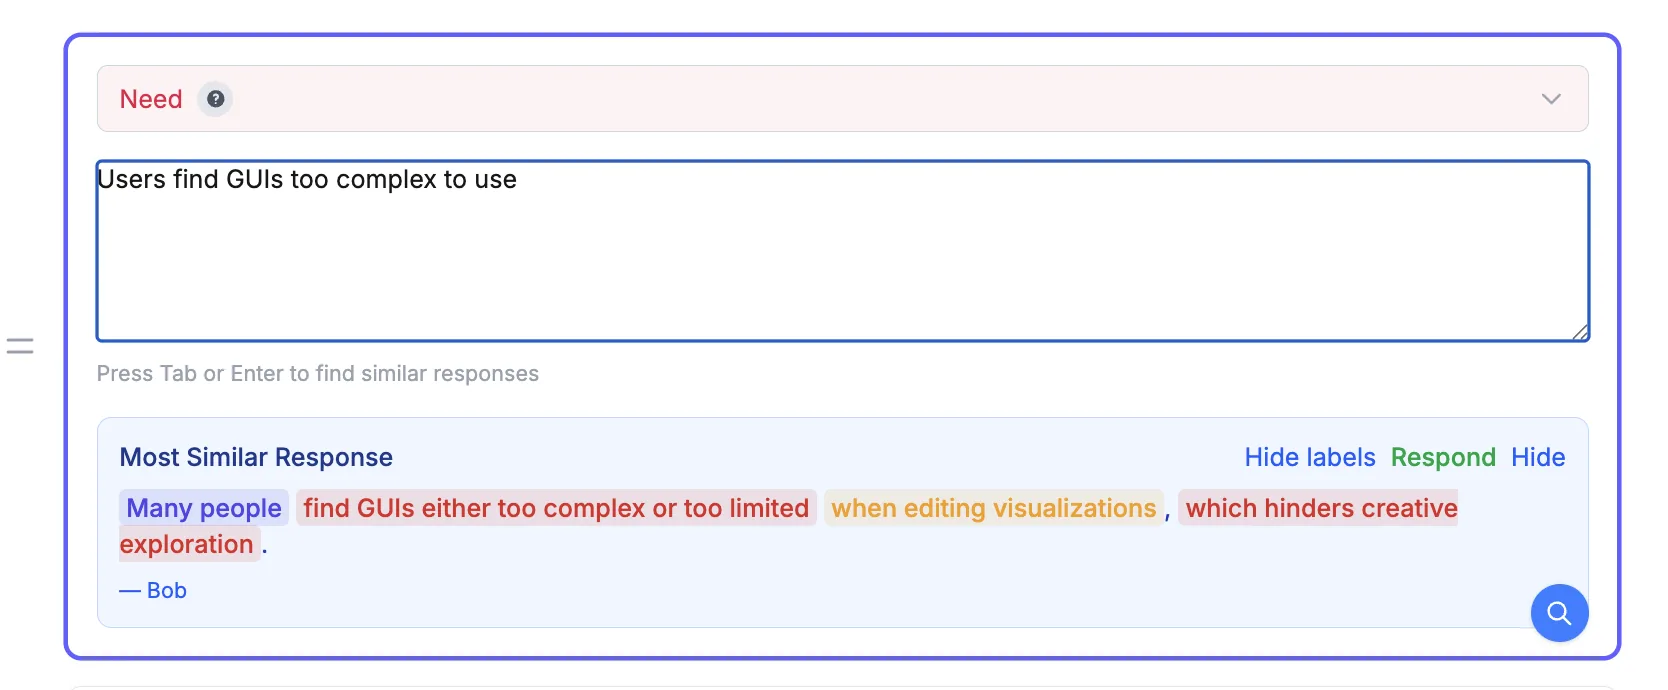 Need ?
Users find GUIs too complex to use
Press Tab or Enter to find similar responses
Most Similar Response Hide labels Respond Hide
Many people find GUIs either too complex or too limited when editing visualizations , which hinders creative
exploration .
— Bob